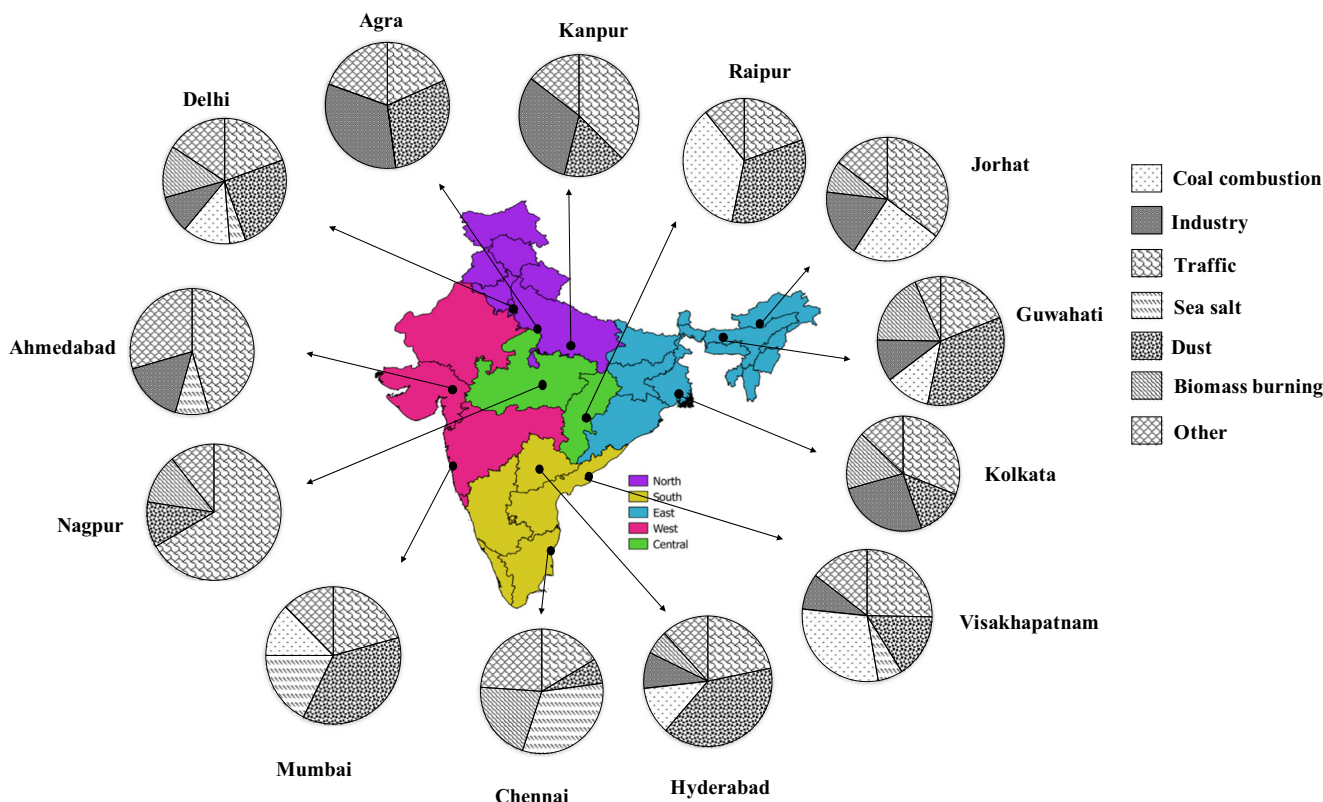 Agra
Kanpur
Raipur
Delhi
Jorhat
Coal combustion
Industry
Traffic
Sea salt
Dust
Biomass burning
Other
Guwahati
Ahmedabad
Kolkata
North
South
East
West
Central
Nagpur
Visakhapatnam
Mumbai
Chennai
Hyderabad